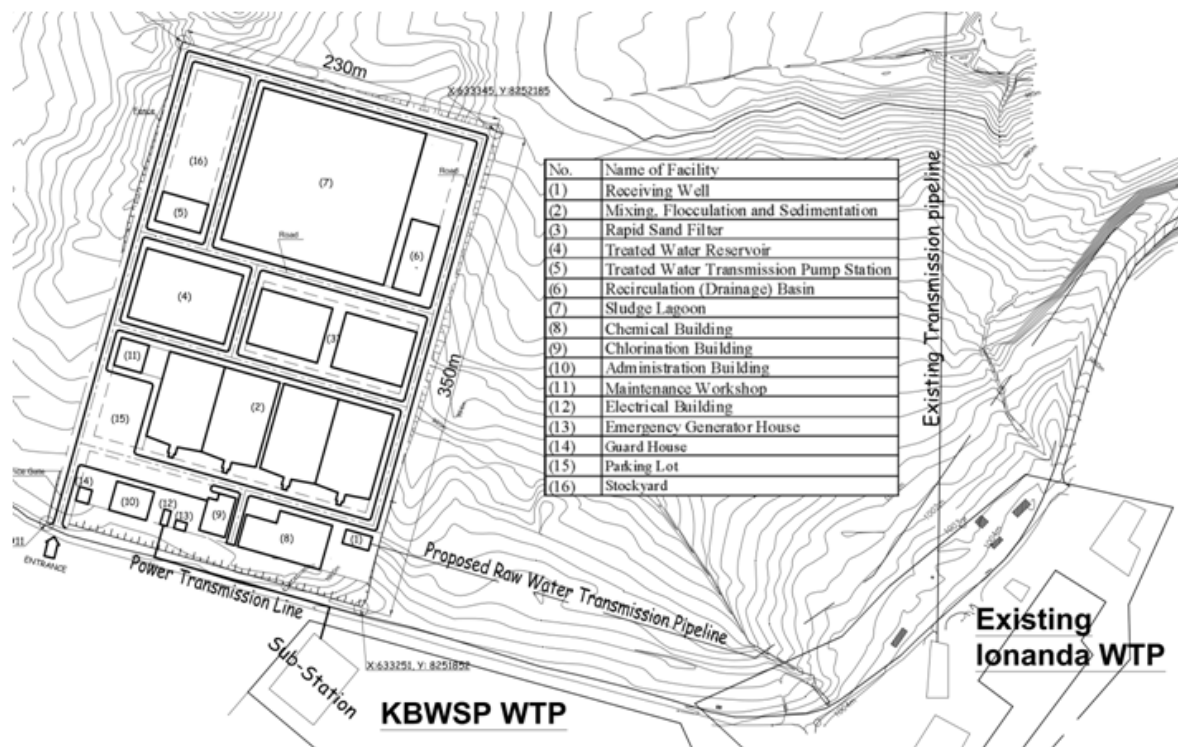 230m
X:633345, Y:8252185
Fence
Road
(16)
(7)
(5)
Road
(6)
(4)
(3)
350m
(11)
(2)
(15)
(14)
(10)
(12)
(13)
(9)
(8)
(1)
ENTRANCE
Power Transmission Line
Sub-Station
X:633251, Y: 8251852
Proposed Raw Water Transmission Pipeline
Existing Transmission pipeline
KBWSP WTP
Existing
Ionanda WTP
No. Name of Facility
(1) Receiving Well
(2) Mixing, Flocculation and Sedimentation
(3) Rapid Sand Filter
(4) Treated Water Reservoir
(5) Treated Water Transmission Pump Station
(6) Recirculation (Drainage) Basin
(7) Sludge Lagoon
(8) Chemical Building
(9) Chlorination Building
(10) Administration Building
(11) Maintenance Workshop
(12) Electrical Building
(13) Emergency Generator House
(14) Guard House
(15) Parking Lot
(16) Stockyard
1004m